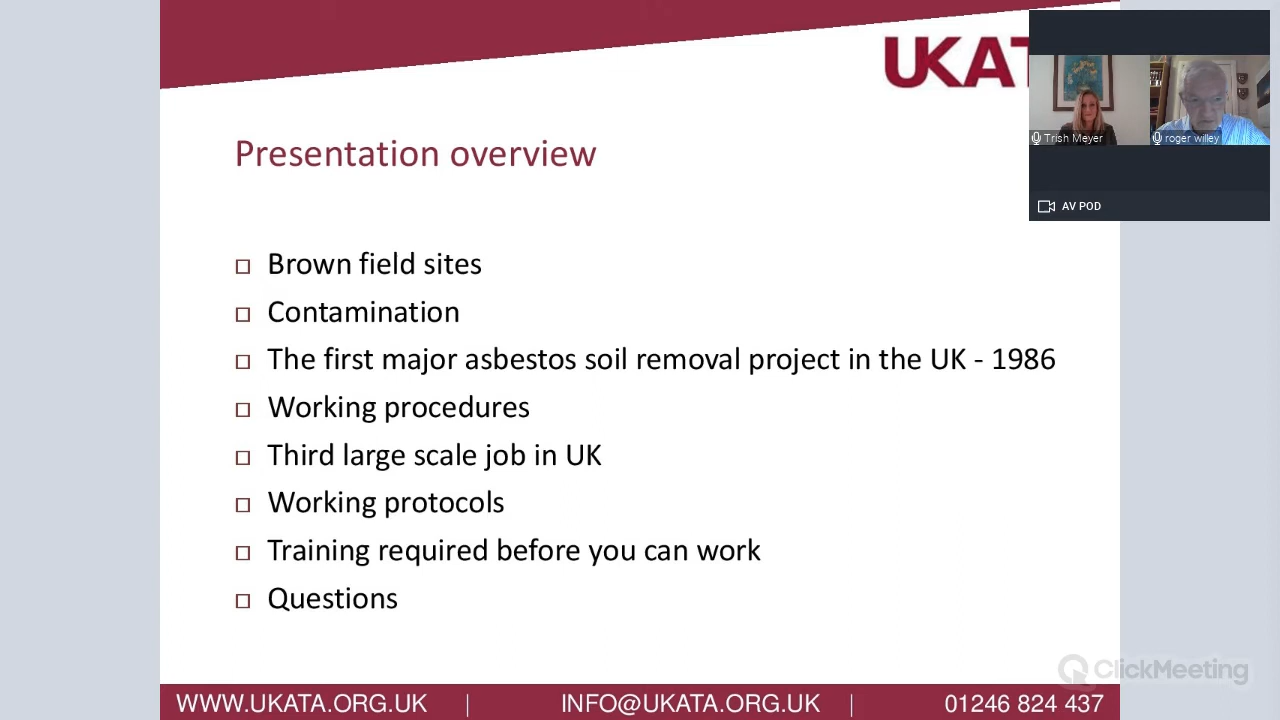 UKAT
Trish Meyer
roger willey
AV POD
Presentation overview
Brown field sites
Contamination
The first major asbestos soil removal project in the UK - 1986
Working procedures
Third large scale job in UK
Working protocols
Training required before you can work
Questions
ClickMeeting
WWW.UKATA.ORG.UK | INFO@UKATA.ORG.UK | 01246 824 437